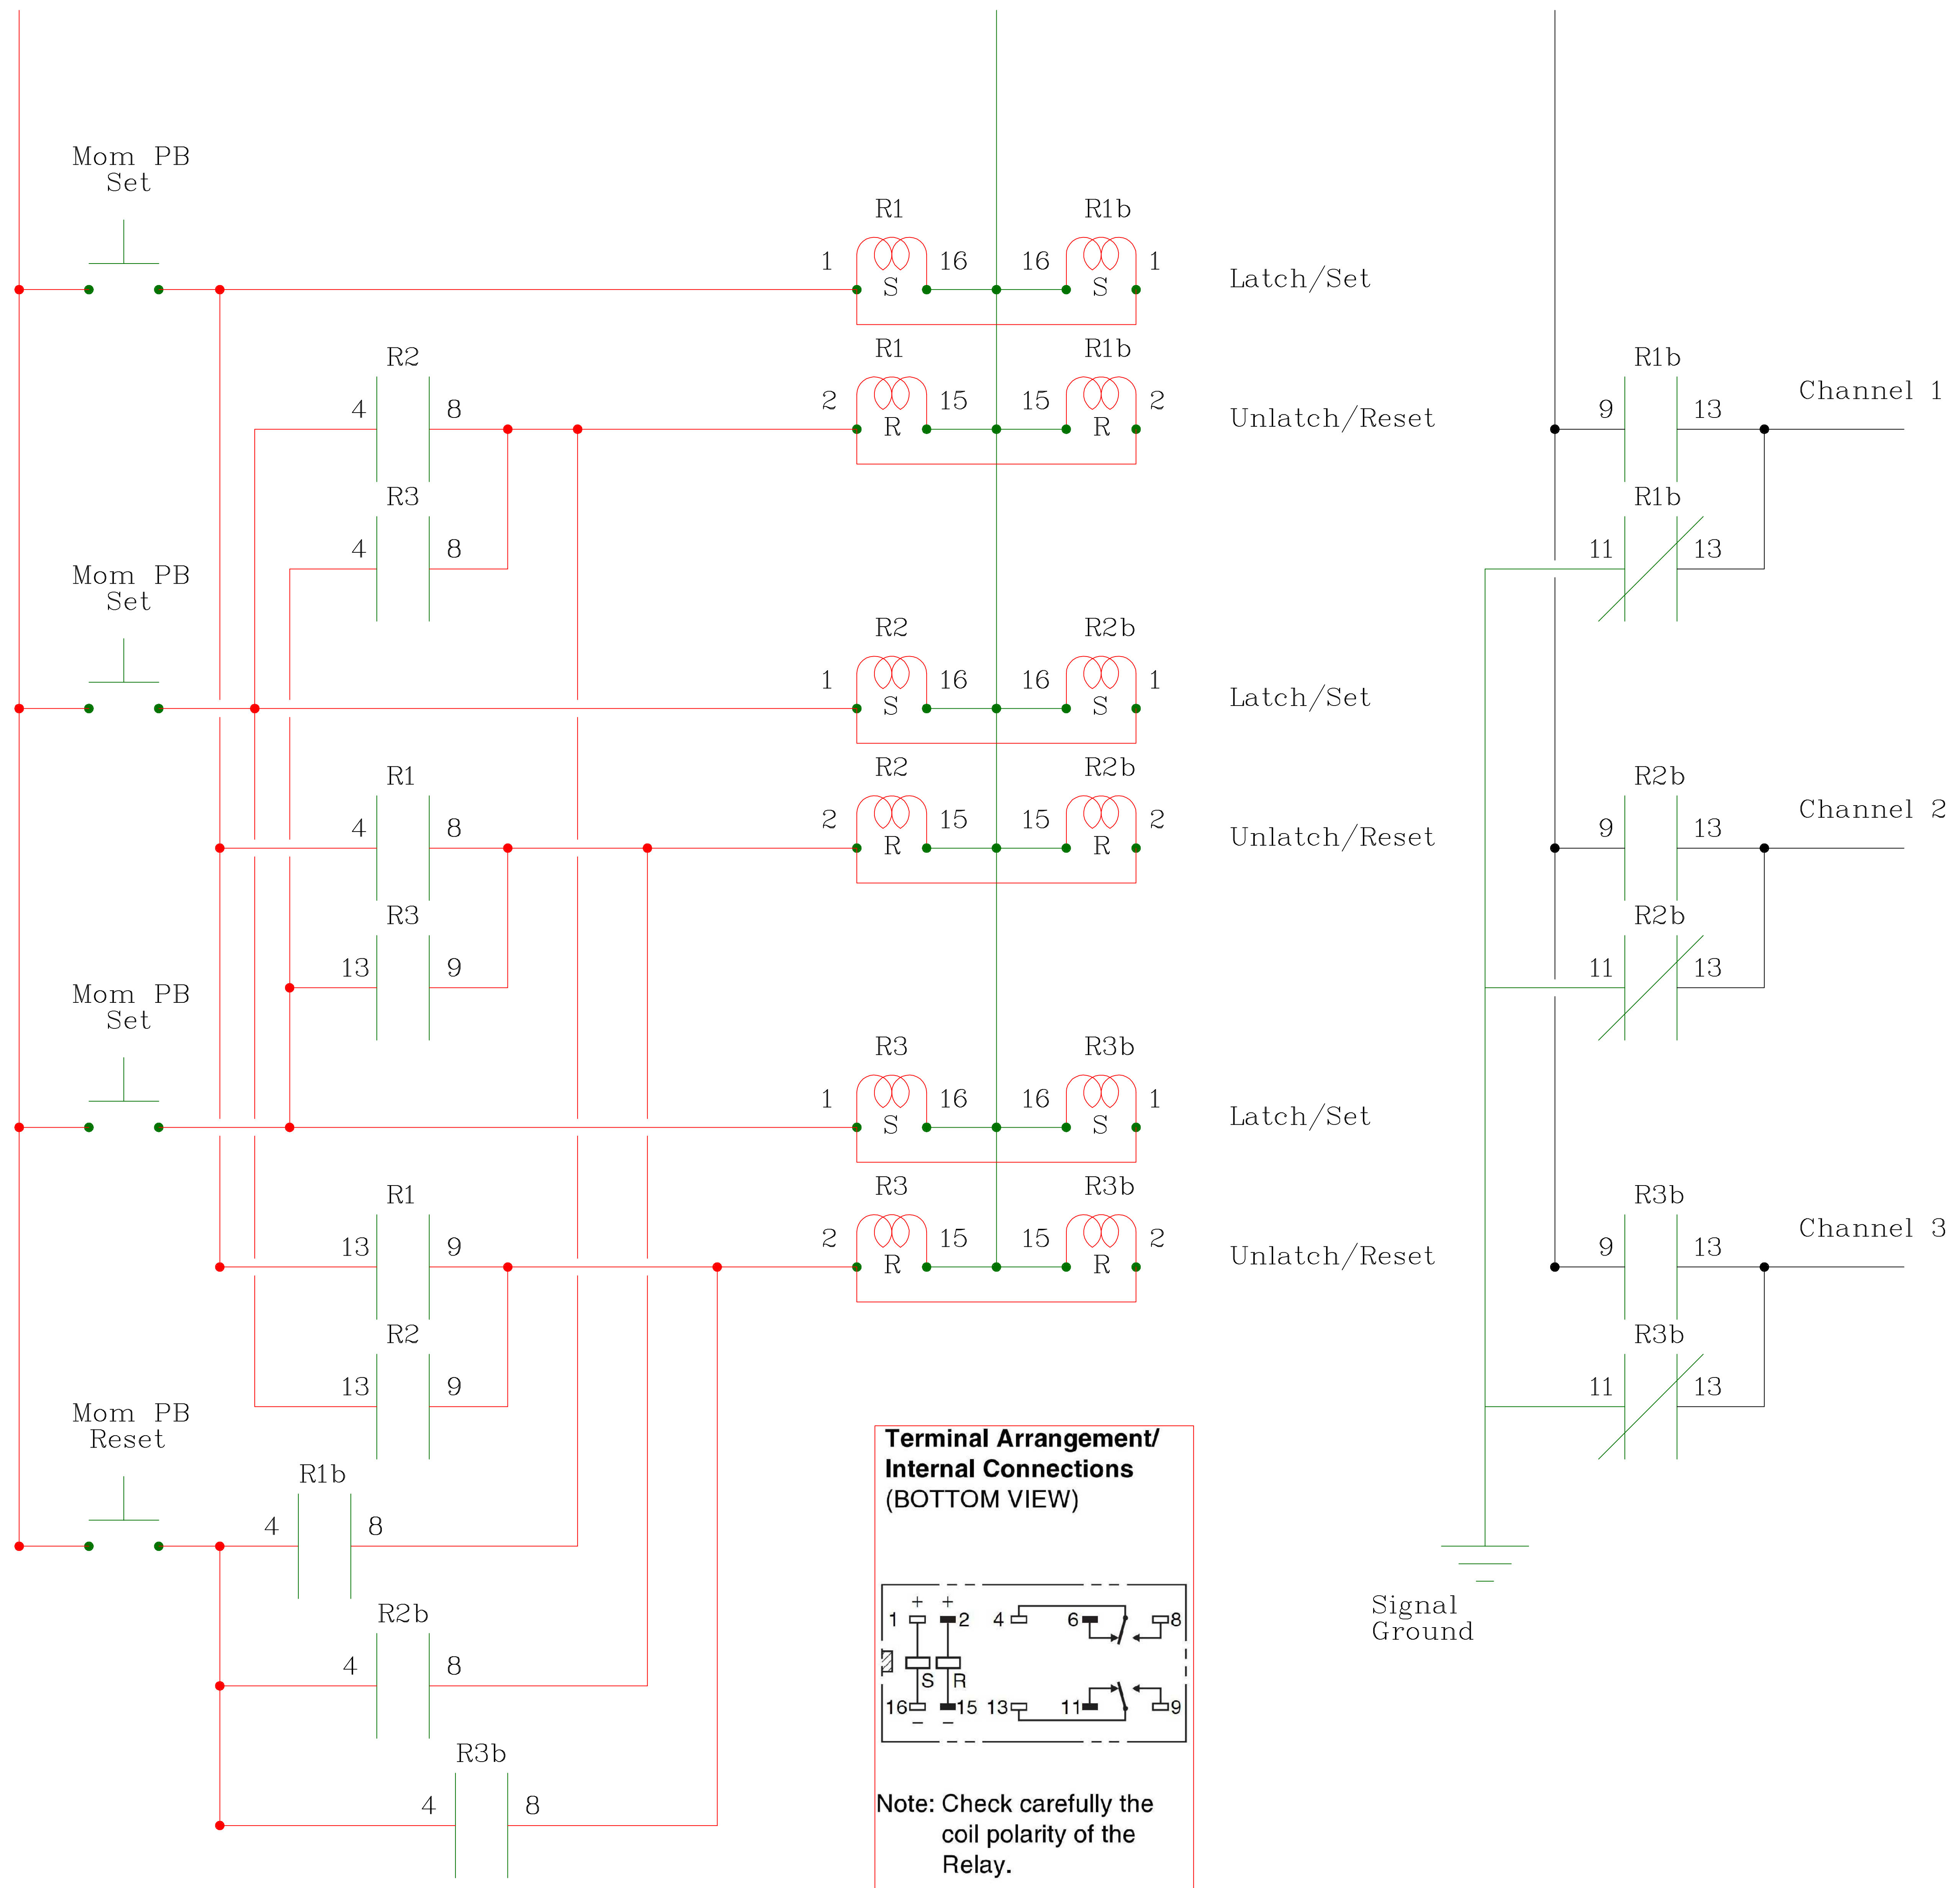 Mom PB
Set
R1
R1b
1
16
16
1
S
S
Latch/Set
R2
R1
R1b
R1b
4
8
2
15
15
2
R
R
Unlatch/Reset
9
13
Channel 1
R3
R1b
4
8
11
13
Mom PB
Set
R2
R2b
1
16
16
1
S
S
Latch/Set
R1
R2
R2b
R2b
4
8
2
15
15
2
R
R
Unlatch/Reset
9
13
Channel 2
R3
R2b
13
9
11
13
Mom PB
Set
R3
R3b
1
16
16
1
S
S
Latch/Set
R1
R3
R3b
R3b
13
9
2
15
15
2
R
R
Unlatch/Reset
9
13
Channel 3
R2
R3b
13
9
11
13
Mom PB
Reset
R1b
4
8
R2b
4
8
R3b
4
8
Terminal Arrangement/
Internal Connections
(BOTTOM VIEW)
+ +
1 2 4 6 8
S R
16 15 13 11 9
− −
Note: Check carefully the
coil polarity of the
Relay.
Signal
Ground